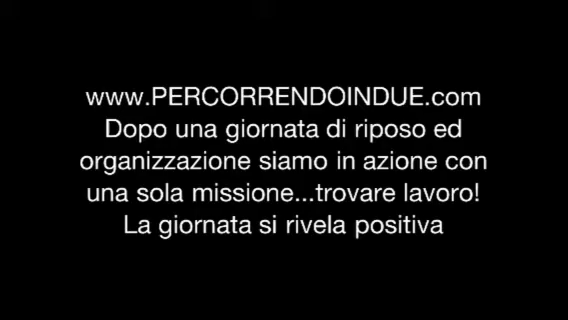 www.PERCORRENDOINDUE.com
Dopo una giornata di riposo ed
organizzazione siamo in azione con
una sola missione...trovare lavoro!
La giornata si rivela positiva